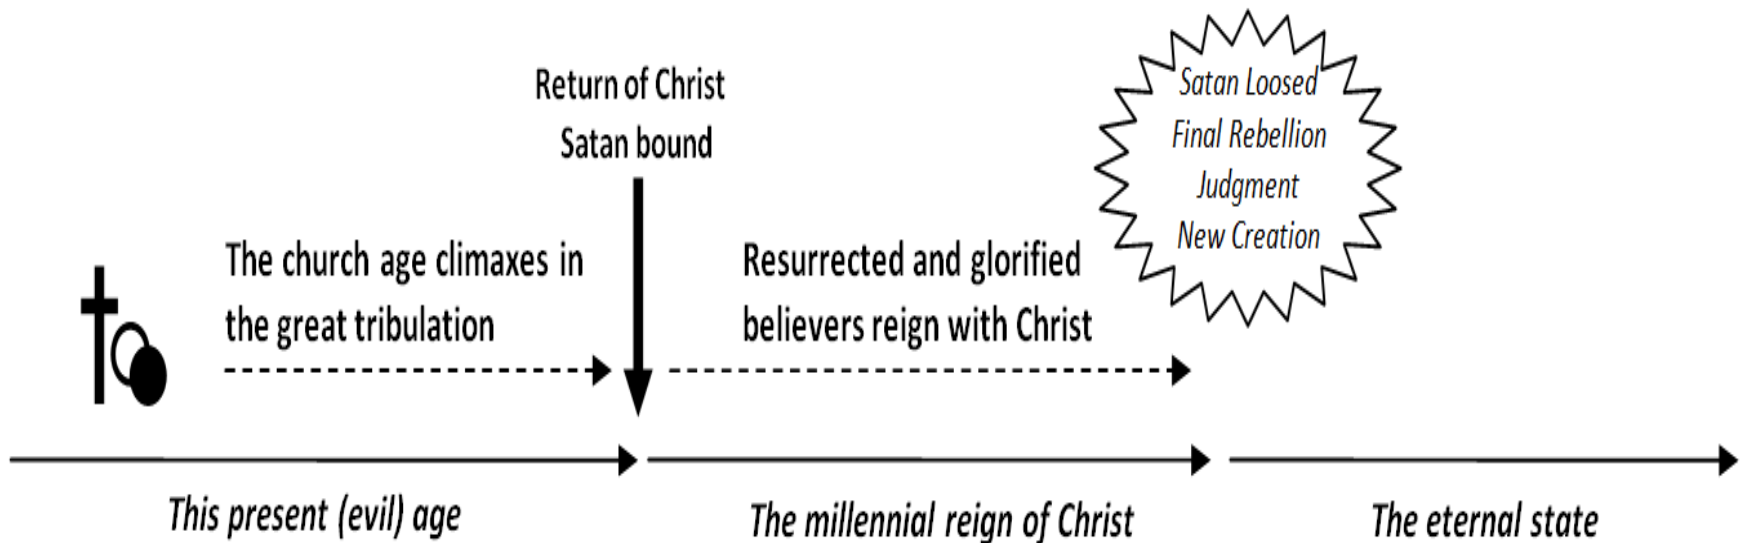 Return of Christ
Satan bound
Satan Loosed
Final Rebellion
Judgment
New Creation
The church age climaxes in
the great tribulation
Resurrected and glorified
believers reign with Christ
This present (evil) age
The millennial reign of Christ
The eternal state